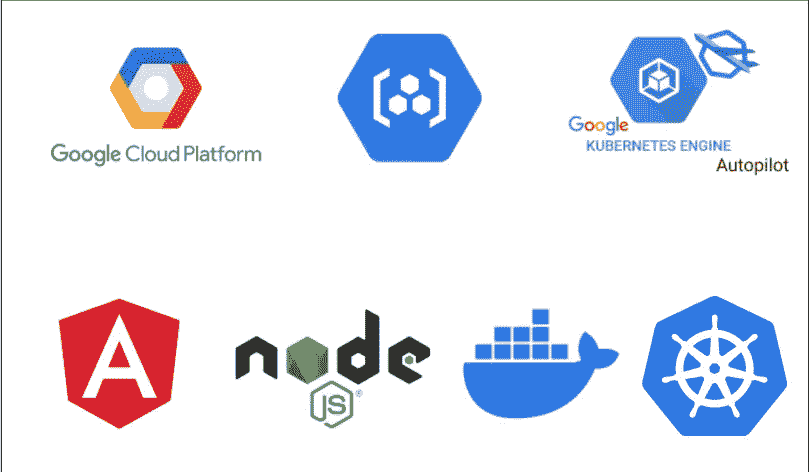 Google Cloud Platform
Google
KUBERNETES ENGINE
Autopilot
A
node
JS